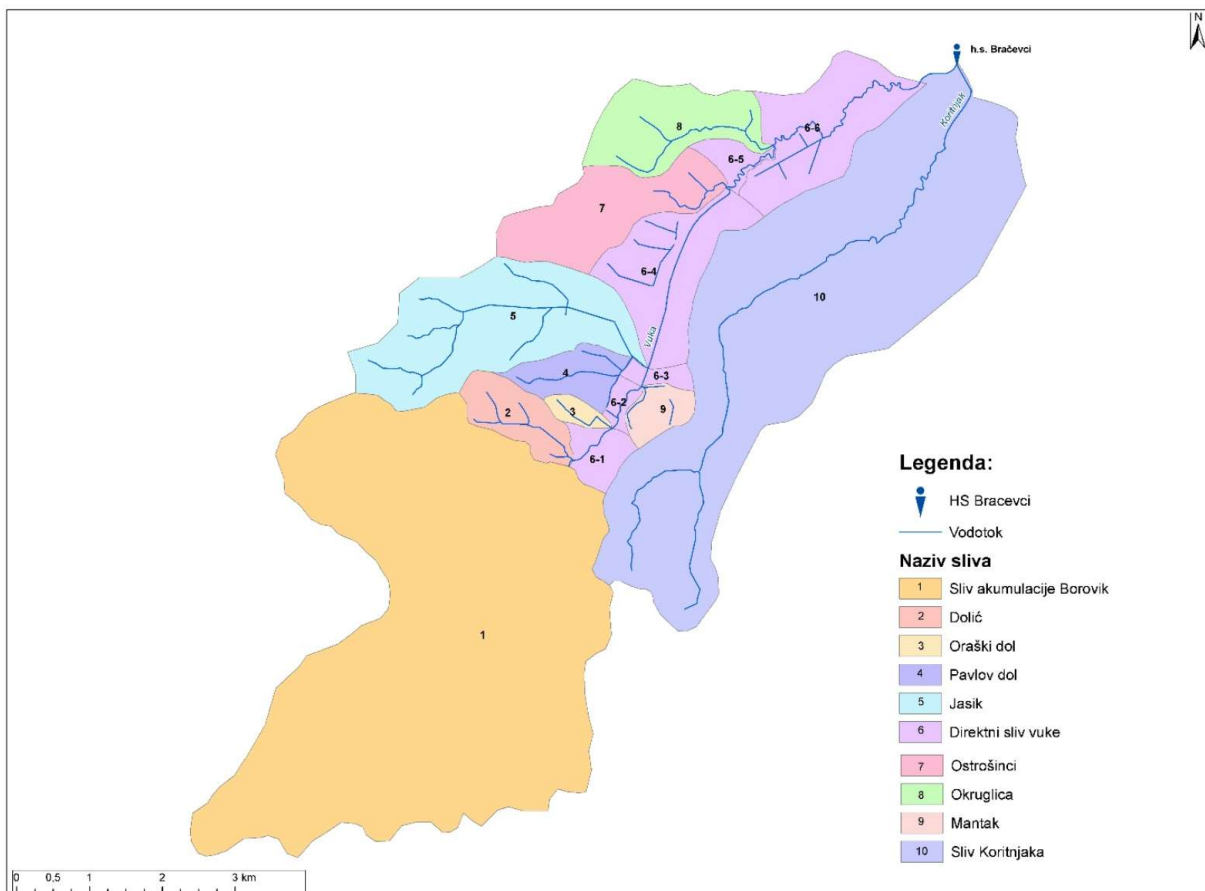 N
h.s. Bračevci
Koritnjak
8
6-6
6-5
7
6-4
10
5
Vuka
4
6-3
2
3
6-2
9
6-1
1
Legenda:
HS Bracevci
Vodotok
Naziv sliva
1 Sliv akumulacije Borovik
2 Dolić
3 Oraški dol
4 Pavlov dol
5 Jasik
6 Direktni sliv vuke
7 Ostrošinci
8 Okruglica
9 Mantak
10 Sliv Koritnjaka
0 0,5 1 2 3 km